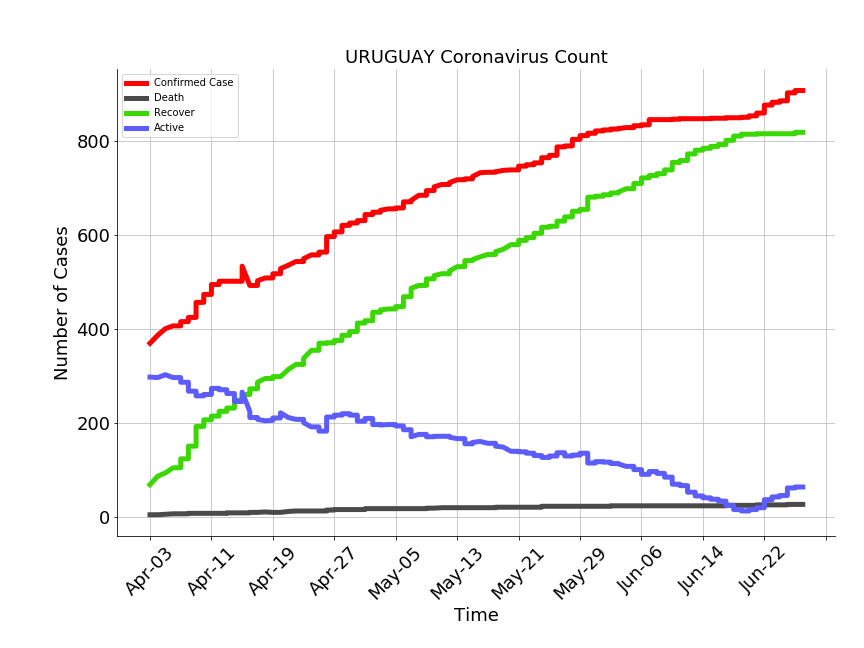 URUGUAY Coronavirus Count
Confirmed Case
Death
Recover
Active
Number of Cases
800
600
400
200
0
Apr-03
Apr-11
Apr-19
Apr-27
May-05
May-13
May-21
May-29
Jun-06
Jun-14
Jun-22
Time